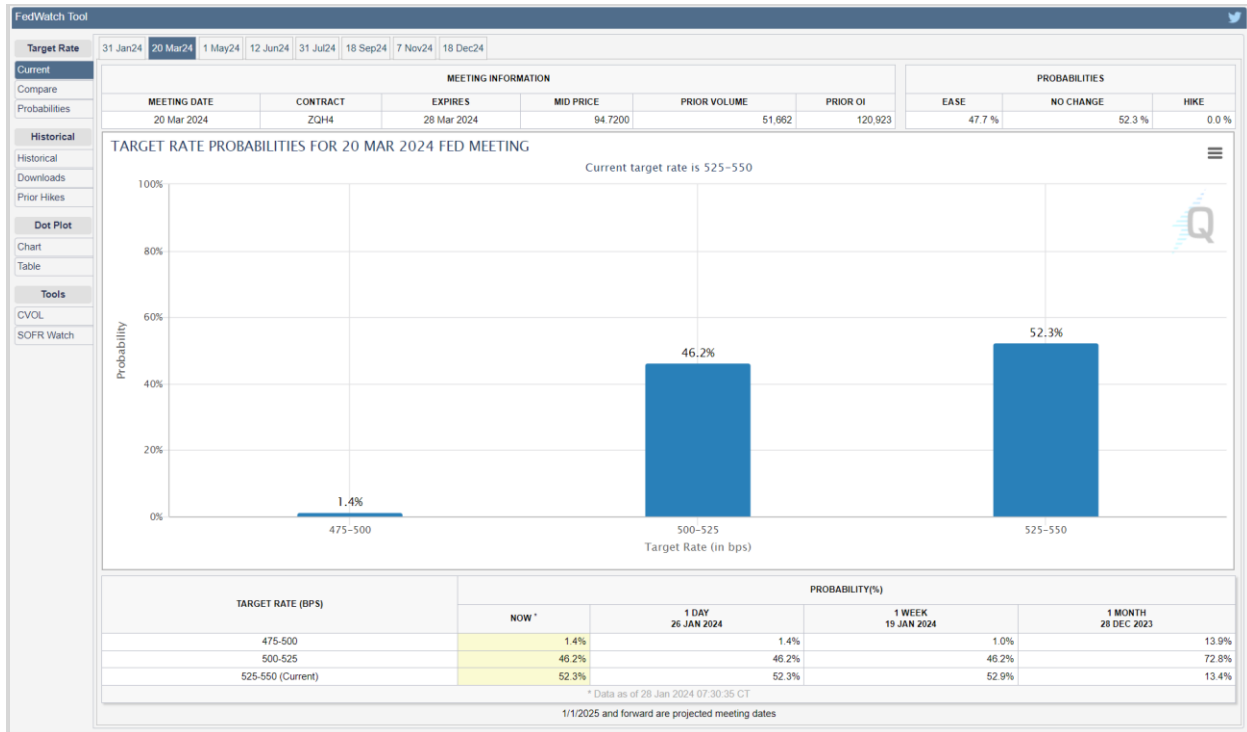 FedWatch Tool
Target Rate
Current
Compare
Probabilities
Historical
Historical
Downloads
Prior Hikes
Dot Plot
Chart
Table
Tools
CVOL
SOFR Watch
31 Jan24 20 Mar24 1 May24 12 Jun24 31 Jul24 18 Sep24 7 Nov24 18 Dec24
MEETING INFORMATION
MEETING DATE CONTRACT EXPIRES MID PRICE PRIOR VOLUME PRIOR OI
20 Mar 2024 ZQH4 28 Mar 2024 94.7200 51,662 120,923
PROBABILITIES
EASE NO CHANGE HIKE
47.7 % 52.3 % 0.0 %
TARGET RATE PROBABILITIES FOR 20 MAR 2024 FED MEETING
Current target rate is 525-550
Q
Probability
100%
80%
60%
40%
20%
0%
1.4%
46.2%
52.3%
475-500 500-525 525-550
Target Rate (in bps)
TARGET RATE (BPS) PROBABILITY(%)
NOW * 1 DAY 1 WEEK 1 MONTH
26 JAN 2024 19 JAN 2024 28 DEC 2023
475-500 1.4% 1.4% 1.0% 13.9%
500-525 46.2% 46.2% 46.2% 72.8%
525-550 (Current) 52.3% 52.3% 52.9% 13.4%
* Data as of 28 Jan 2024 07:30:35 CT
1/1/2025 and forward are projected meeting dates